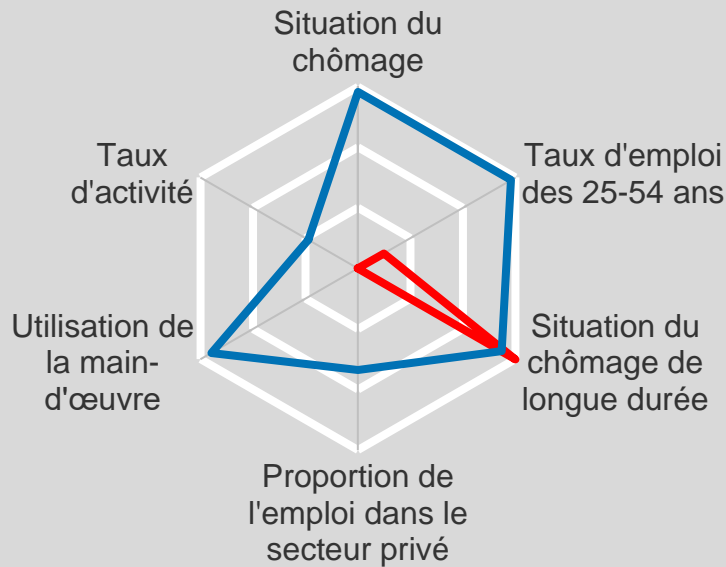 Situation du
chômage
Taux
d'activité
Taux d'emploi
des 25-54 ans
Utilisation de
la main-
d'œuvre
Situation du
chômage de
longue durée
Proportion de
l'emploi dans le
secteur privé